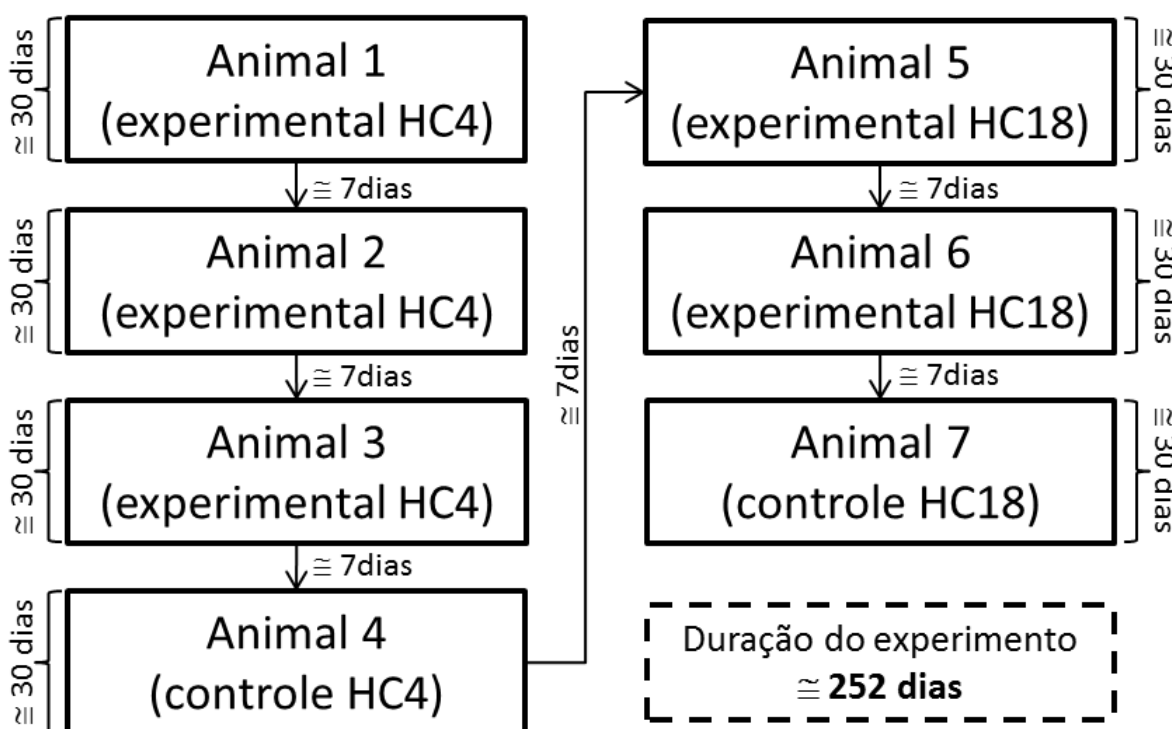 ≅ 30 dias
Animal 1
(experimental HC4)
≅ 7dias
≅ 30 dias
Animal 2
(experimental HC4)
≅ 7dias
≅ 30 dias
Animal 3
(experimental HC4)
≅ 7dias
≅ 30 dias
Animal 4
(controle HC4)
≅ 7dias
Animal 5
(experimental HC18)
≅ 30 dias
≅ 7dias
Animal 6
(experimental HC18)
≅ 30 dias
≅ 7dias
Animal 7
(controle HC18)
≅ 30 dias
Duração do experimento
≅ 252 dias